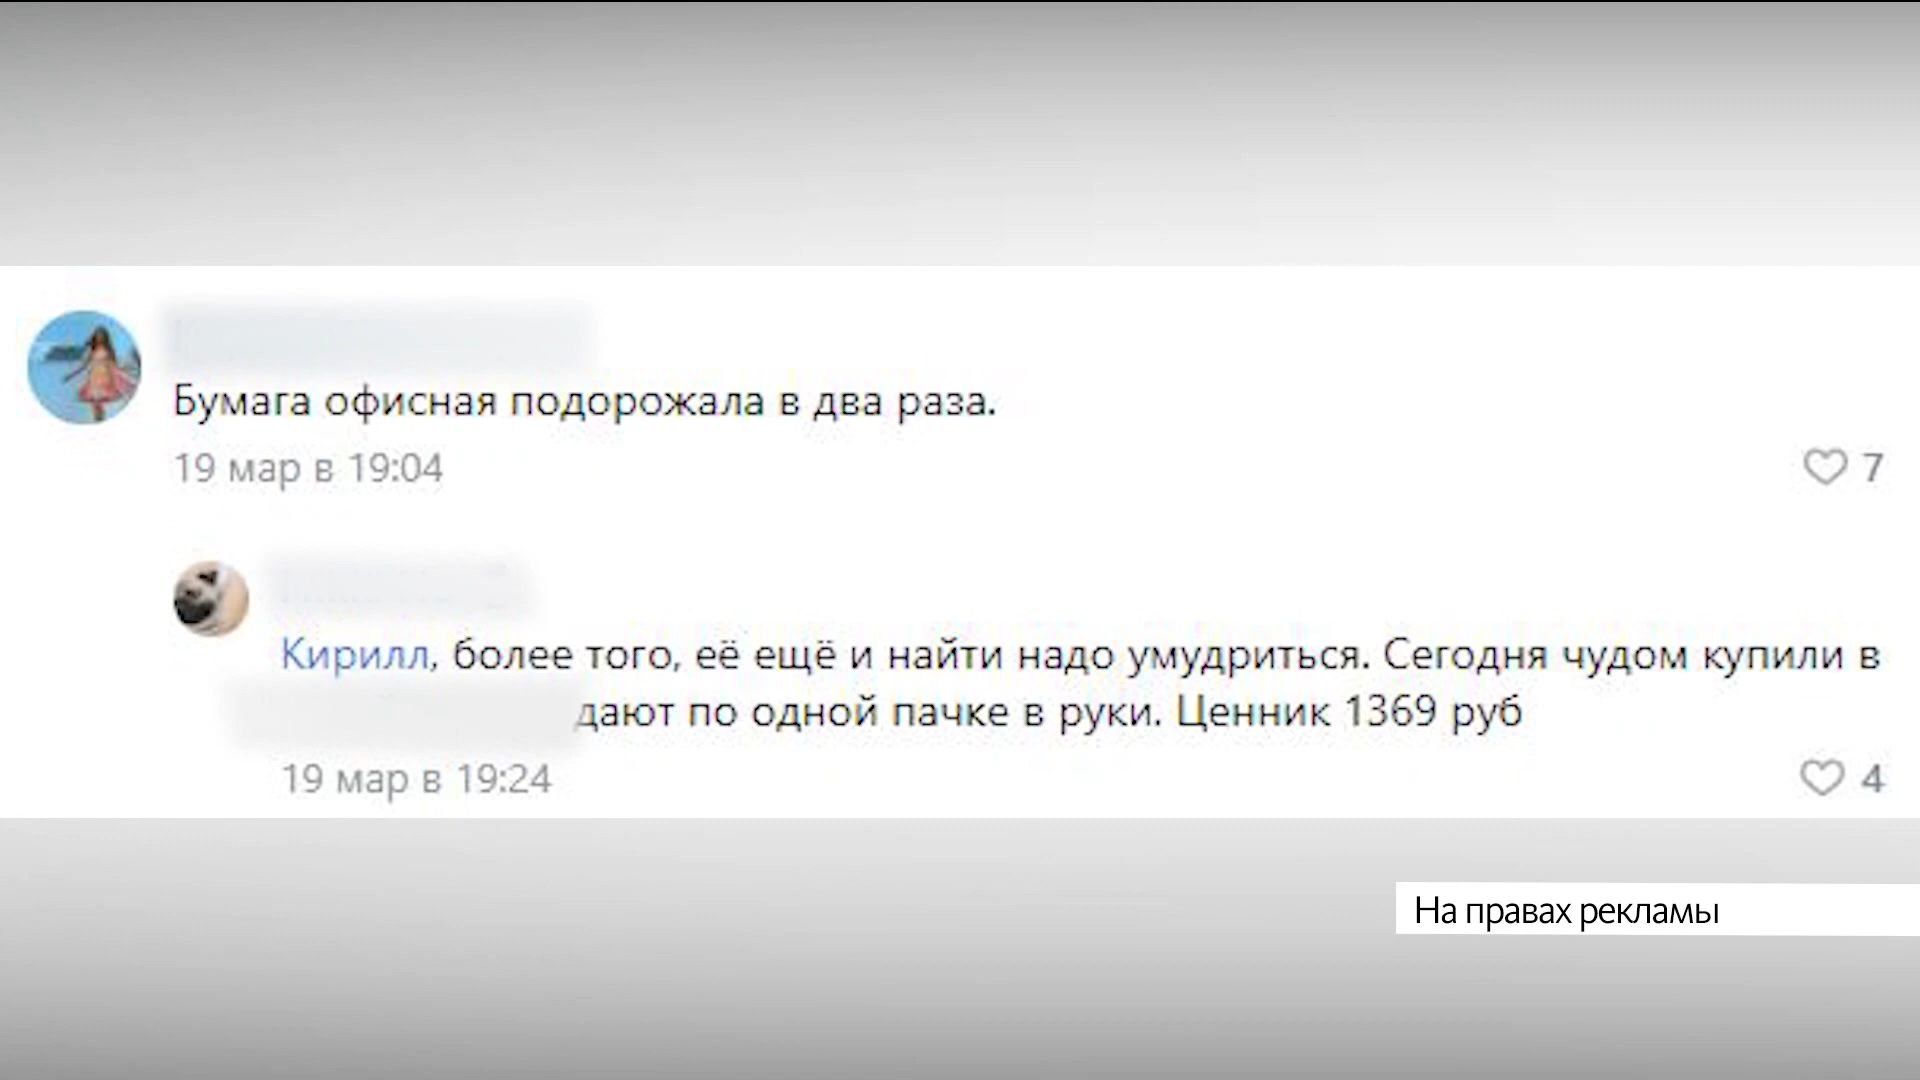 Бумага офисная подорожала в два раза.
19 мар в 19:04
7
Кирилл, более того, её ещё и найти надо умудриться. Сегодня чудом купили в
дают по одной пачке в руки. Ценник 1369 руб
19 мар в 19:24
4
На правах рекламы